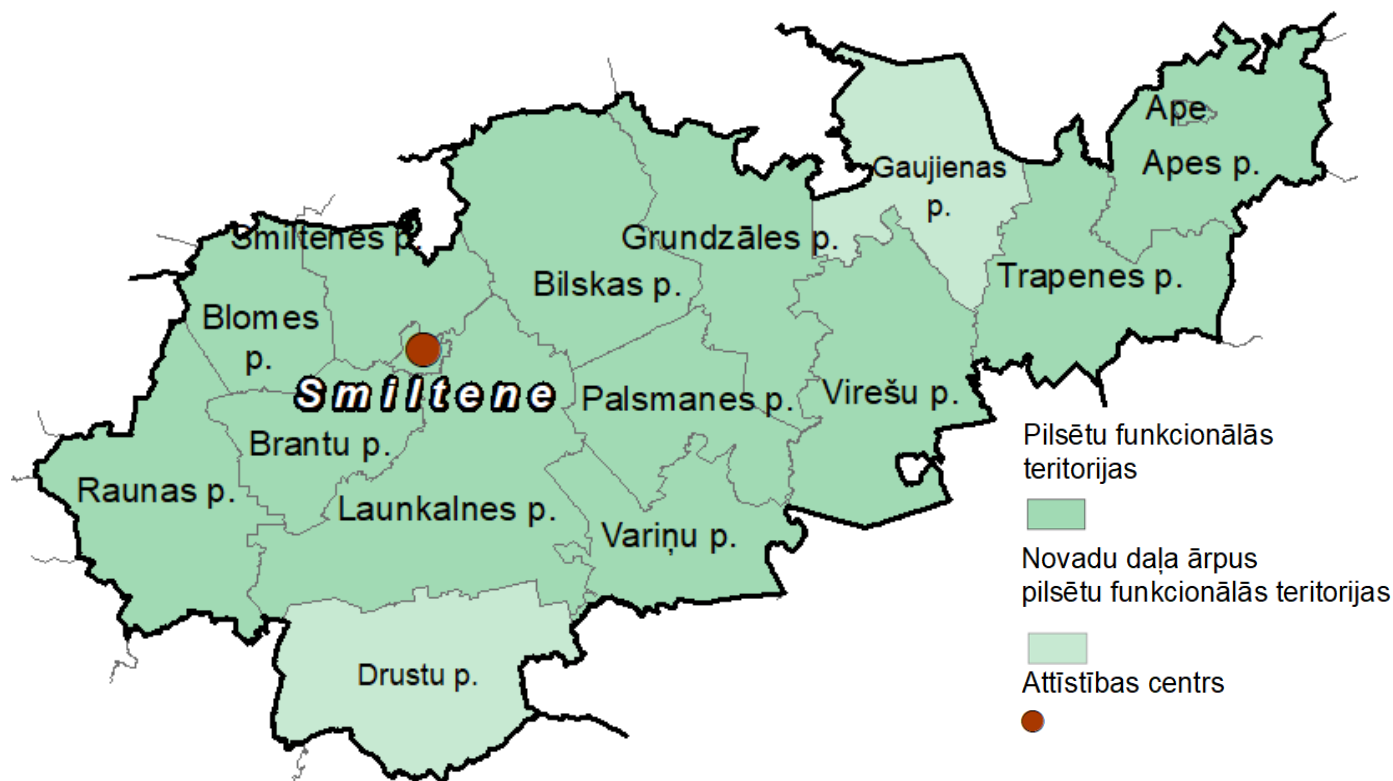 Ape
Apes p.
Gaujienas
p.
Smiltenes p.
Grundzāles p.
Trapenes p.
Bilskas p.
Blomes
p.
Smiltene
Palsmanes p.
Virešu p.
Brantu p.
Raunas p.
Launkalnes p.
Variņu p.
Drustu p.
Pilsētu funkcionālās
teritorijas
Novadu daļa ārpus
pilsētu funkcionālās teritorijas
Attīstības centrs